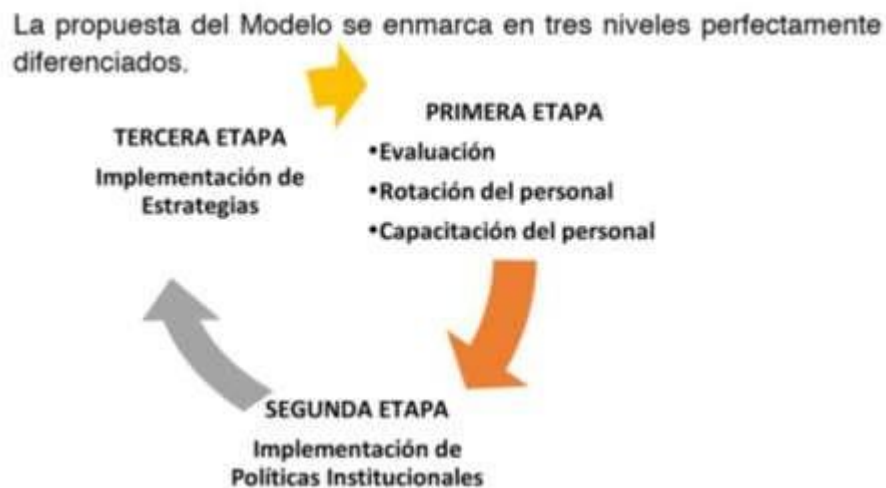 La propuesta del Modelo se enmarca en tres niveles perfectamente
diferenciados.
PRIMERA ETAPA
•Evaluación
•Rotación del personal
•Capacitación del personal
SEGUNDA ETAPA
Implementación de
Políticas Institucionales
TERCERA ETAPA
Implementación de
Estrategias